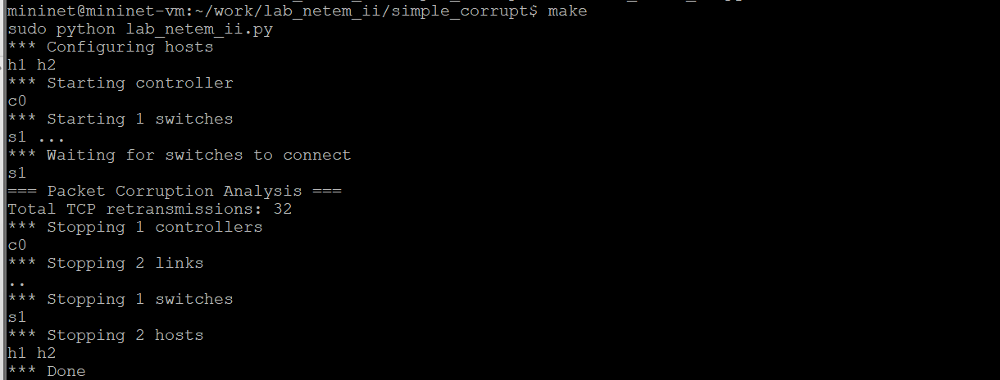 mininet@mininet-vm:~/work/lab_netem_ii/simple_corrupt$ make
sudo python lab_netem_ii.py
*** Configuring hosts
h1 h2
*** Starting controller
c0
*** Starting 1 switches
s1 ...
*** Waiting for switches to connect
s1
=== Packet Corruption Analysis ===
Total TCP retransmissions: 32
*** Stopping 1 controllers
c0
*** Stopping 2 links
..
*** Stopping 1 switches
s1
*** Stopping 2 hosts
h1 h2
*** Done